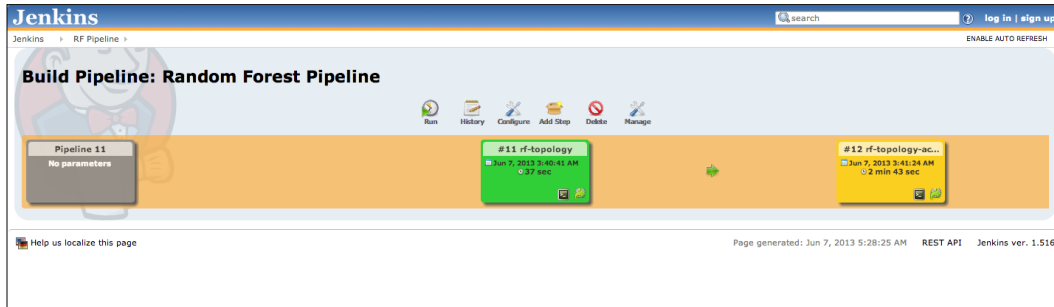 Jenkins
search
log in | sign up
Jenkins RF Pipeline
ENABLE AUTO REFRESH
Build Pipeline: Random Forest Pipeline
Run History Configure Add Step Delete Manage
Pipeline 11
No parameters
#11 rf-topology
Jun 7, 2013 3:40:41 AM
37 sec
#12 rf-topology-ac...
Jun 7, 2013 3:41:24 AM
2 min 43 sec
Help us localize this page
Page generated: Jun 7, 2013 5:28:25 AM REST API Jenkins ver. 1.516